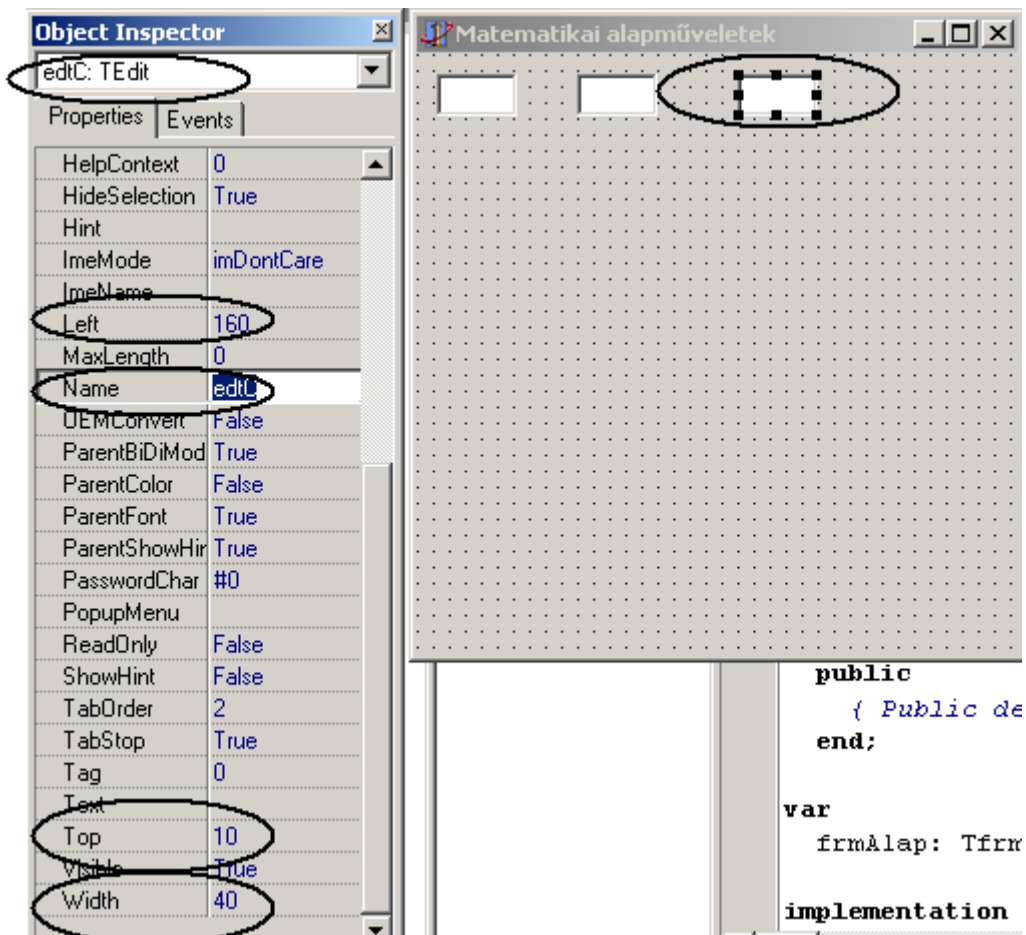 Object Inspector
edtC: TEdit
Properties Events
HelpContext 0
HideSelection True
Hint
ImeMode imDontCare
ImeName
Left 160
MaxLength 0
Name edtC
OEMConvert False
ParentBiDiMod True
ParentColor False
ParentFont True
ParentShowHir True
PasswordChar #0
PopupMenu
ReadOnly False
ShowHint False
TabOrder 2
TabStop True
Tag 0
Text
Top 10
Visible True
Width 40
Matematikai alapműveletek
public
{ Public de
end;
var
frmAlap: Tfrm
implementation